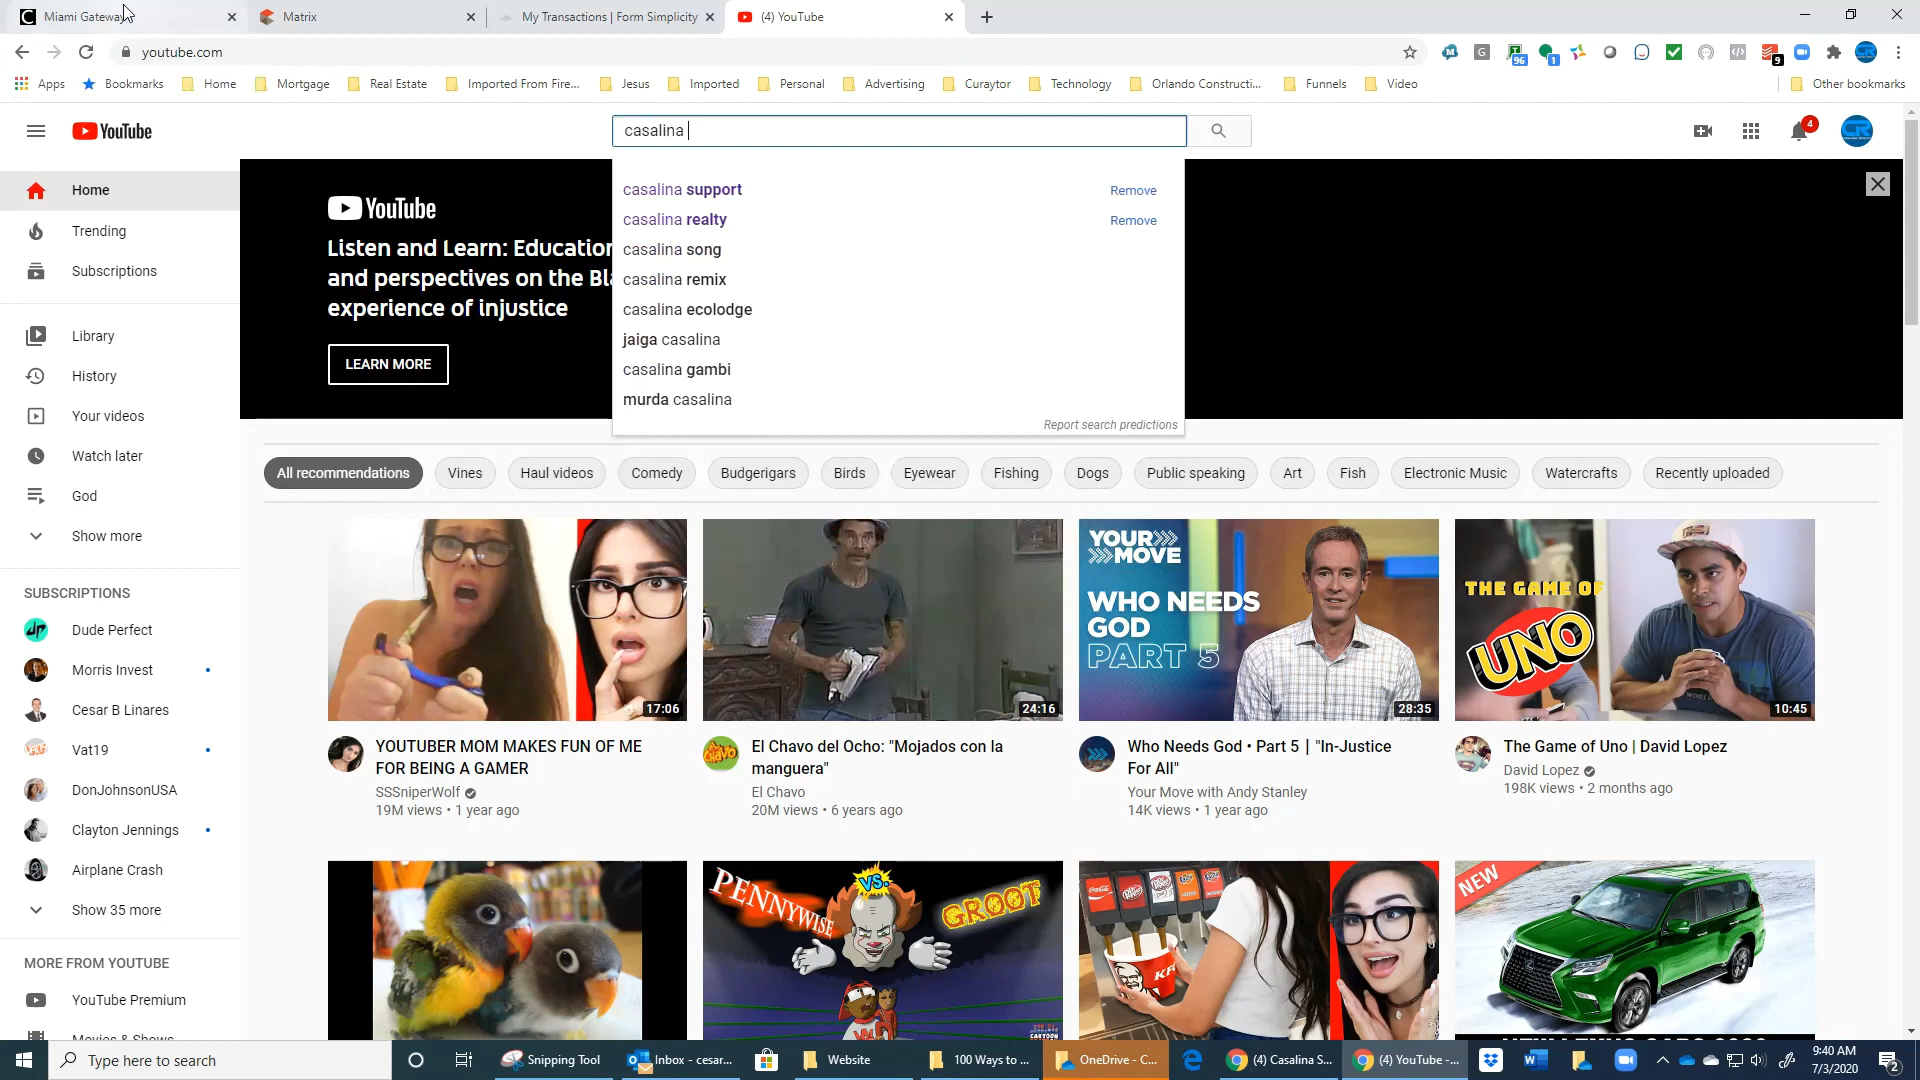 Miami Gateway
Matrix
My Transactions | Form Simplicity
(4) YouTube
youtube.com
96
1
9
Apps
Bookmarks
Home
Mortgage
Real Estate
Imported From Fire...
Jesus
Imported
Personal
Advertising
Curaytor
Technology
Orlando Constructi...
Funnels
Video
Other bookmarks
YouTube
casalina
4
CR
Home
Trending
Subscriptions
Library
History
Your videos
Watch later
God
Show more
SUBSCRIPTIONS
Dude Perfect
Morris Invest
Cesar B Linares
Vat19
DonJohnsonUSA
Clayton Jennings
Airplane Crash
Show 35 more
MORE FROM YOUTUBE
YouTube Premium
Movies & Shows
YouTube
Listen and Learn: Education
and perspectives on the Bla
experience of injustice
LEARN MORE
casalina support
Remove
casalina realty
Remove
casalina song
casalina remix
casalina ecolodge
jaiga casalina
casalina gambi
murda casalina
Report search predictions
All recommendations
Vines
Haul videos
Comedy
Budgerigars
Birds
Eyewear
Fishing
Dogs
Public speaking
Art
Fish
Electronic Music
Watercrafts
Recently uploaded
17:06
24:16
YOUR
MOVE
WHO NEEDS
GOD
PART 5
28:35
THE GAME OF
UNO
10:45
YOUTUBER MOM MAKES FUN OF ME
FOR BEING A GAMER
SSSniperWolf
19M views • 1 year ago
El Chavo del Ocho: "Mojados con la
manguera"
El Chavo
20M views • 6 years ago
Who Needs God • Part 5 | "In-Justice
For All"
Your Move with Andy Stanley
14K views • 1 year ago
The Game of Uno | David Lopez
David Lopez
198K views • 2 months ago
PENNYWISE
VS.
GROOT
KFC
NEW
Type here to search
Snipping Tool
Inbox - cesar...
Website
100 Ways to ...
OneDrive - C...
(4) Casalina S...
(4) YouTube -...
9:40 AM
7/3/2020
2